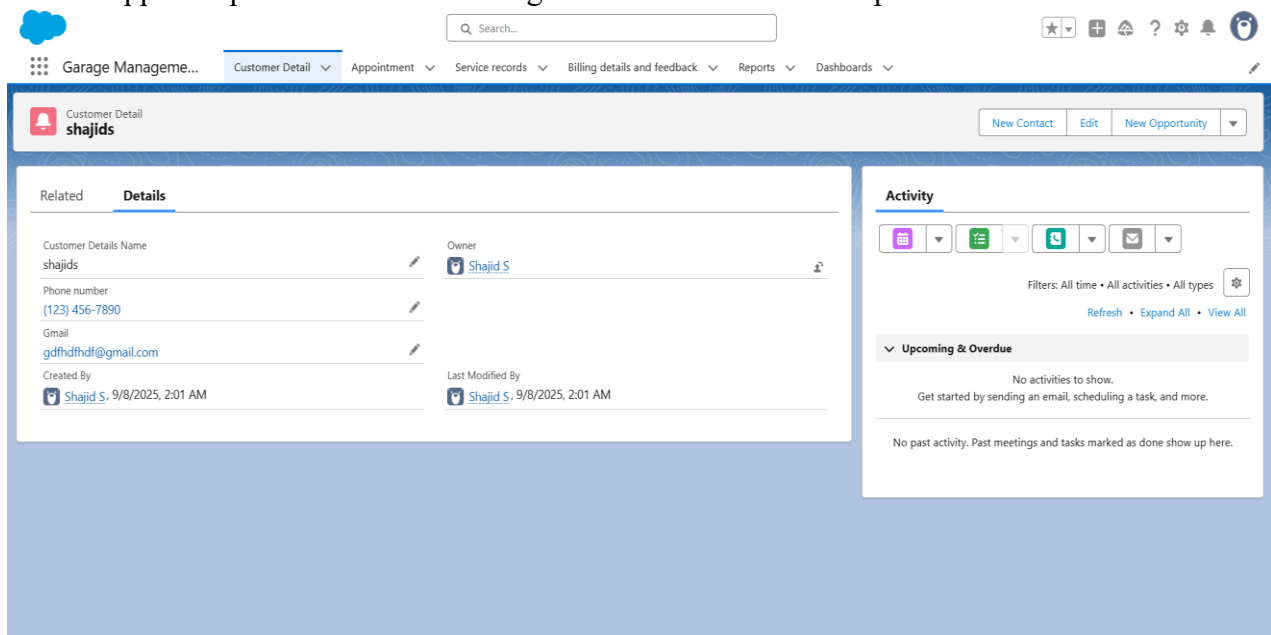 Search...
Garage Manageme...
Customer Detail
Appointment
Service records
Billing details and feedback
Reports
Dashboards
Customer Detail
shajids
New Contact
Edit
New Opportunity
Related
Details
Customer Details Name
shajids
Owner
Shajid S
Phone number
(123) 456-7890
Gmail
gdfhdfhdf@gmail.com
Created By
Shajid S, 9/8/2025, 2:01 AM
Last Modified By
Shajid S, 9/8/2025, 2:01 AM
Activity
Filters: All time • All activities • All types
Refresh • Expand All • View All
Upcoming & Overdue
No activities to show.
Get started by sending an email, scheduling a task, and more.
No past activity. Past meetings and tasks marked as done show up here.